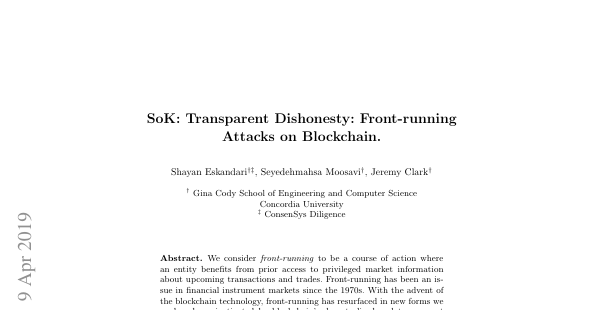 SoK: Transparent Dishonesty: Front-running
Attacks on Blockchain.
Shayan Eskandari†‡, Seyedehmahsa Moosavi†, Jeremy Clark†
† Gina Cody School of Engineering and Computer Science
Concordia University
‡ ConsenSys Diligence
9 Apr 2019
Abstract. We consider front-running to be a course of action where
an entity benefits from prior access to privileged market information
about upcoming transactions and trades. Front-running has been an is-
sue in financial instrument markets since the 1970s. With the advent of
the blockchain technology, front-running has resurfaced in new forms we